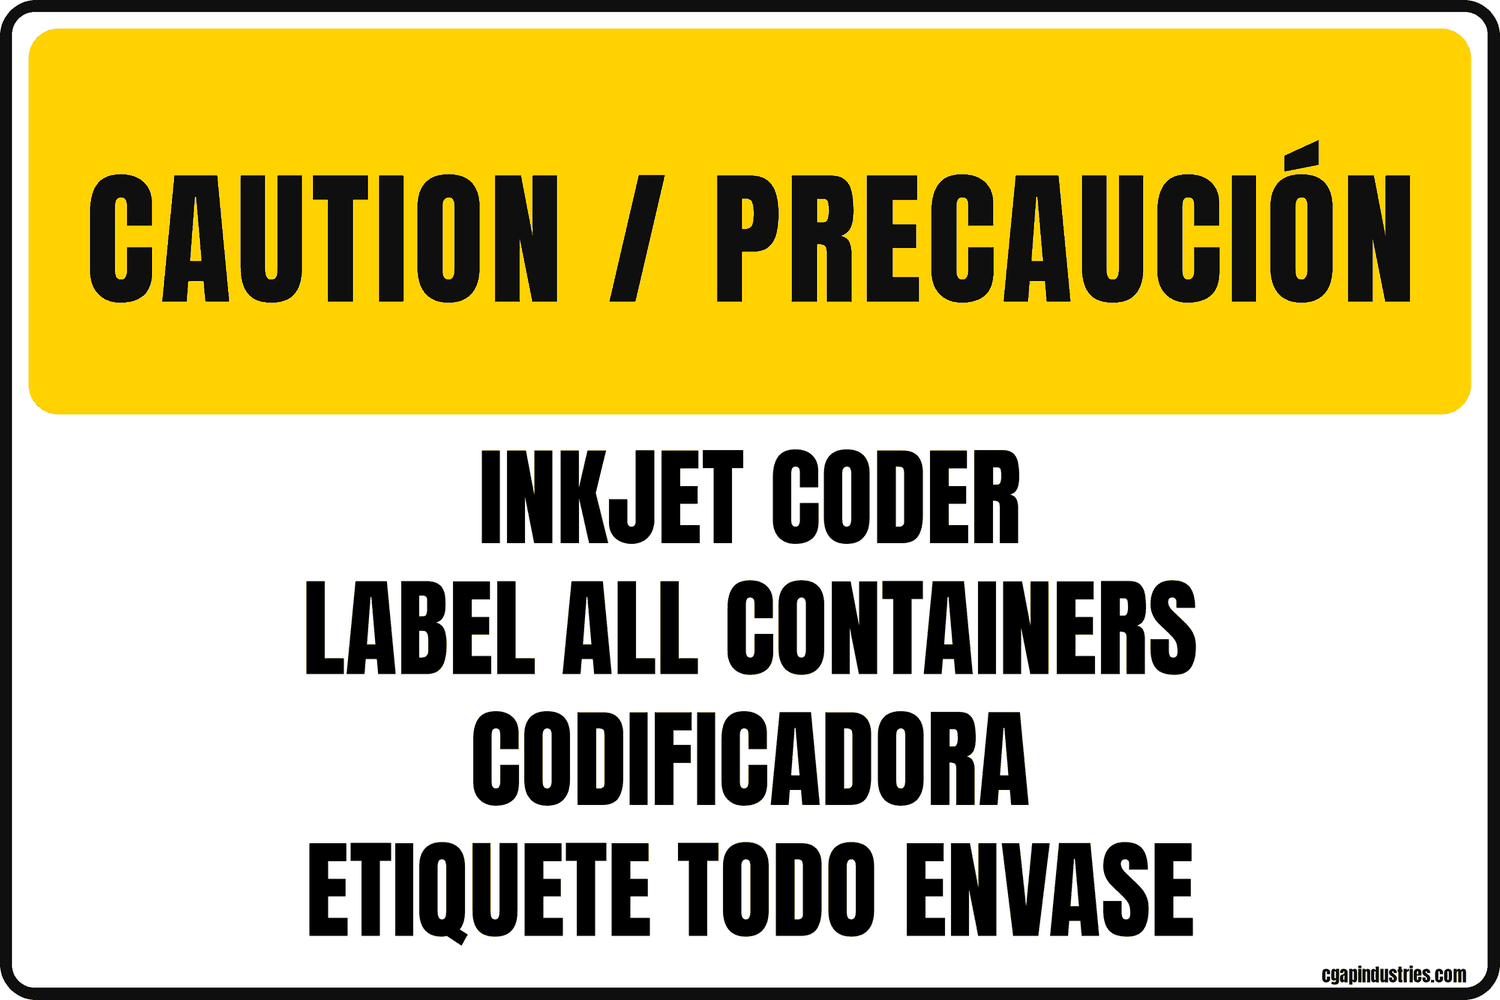 CAUTION / PRECAUCIÓN
INKJET CODER
LABEL ALL CONTAINERS
CODIFICADORA
ETIQUETE TODO ENVASE
cgapindustries.com